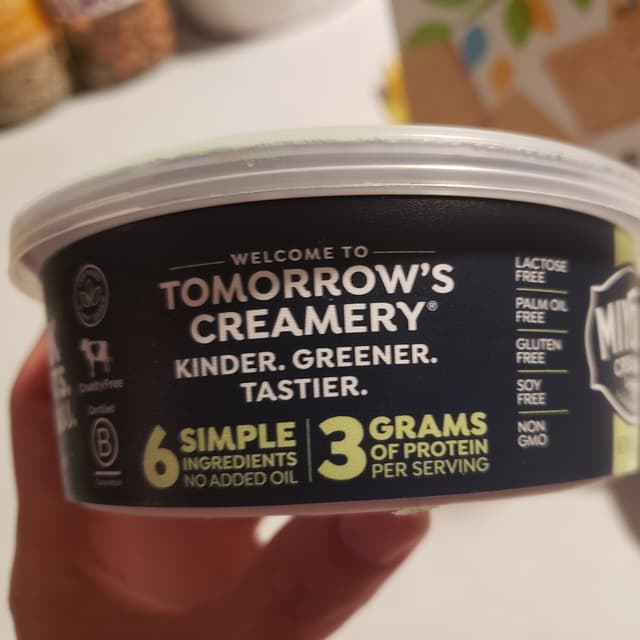 WELCOME TO
TOMORROW'S
CREAMERY®
KINDER. GREENER.
TASTIER.
6 SIMPLE
INGREDIENTS
NO ADDED OIL
3 GRAMS
OF PROTEIN
PER SERVING
LACTOSE
FREE
PALM OIL
FREE
GLUTEN
FREE
SOY
FREE
NON
GMO
CrueltyFree
Certified
B